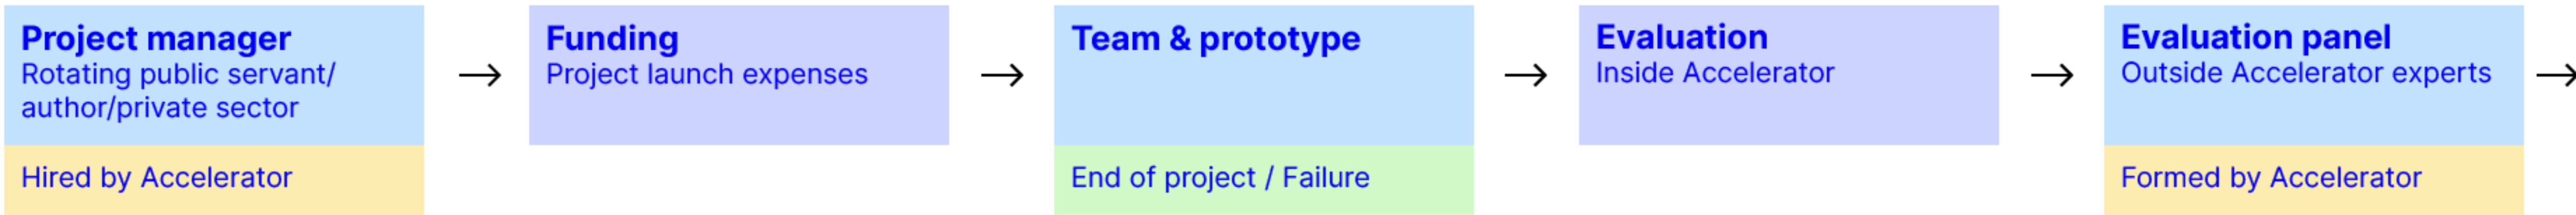 Project manager
Rotating public servant/
author/private sector
Hired by Accelerator
Funding
Project launch expenses
Team & prototype
End of project / Failure
Evaluation
Inside Accelerator
Evaluation panel
Outside Accelerator experts
Formed by Accelerator